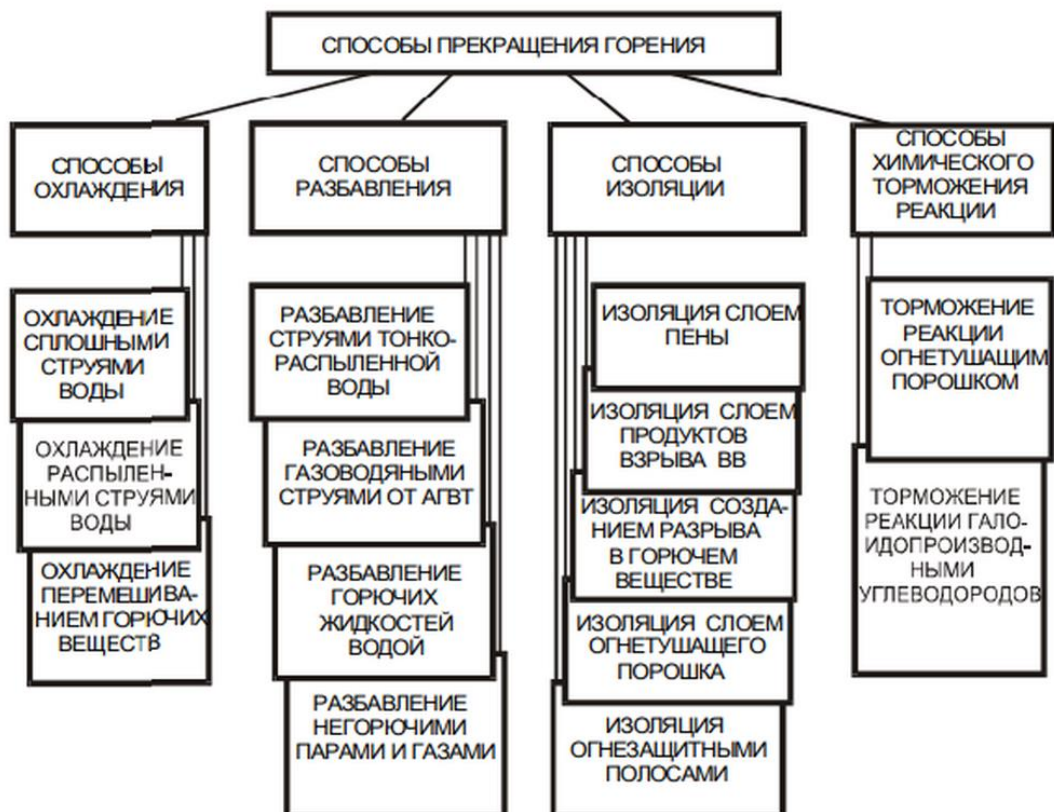 СПОСОБЫ ПРЕКРАЩЕНИЯ ГОРЕНИЯ
СПОСОБЫ
ОХЛАЖДЕНИЯ
СПОСОБЫ
РАЗБАВЛЕНИЯ
СПОСОБЫ
ИЗОЛЯЦИИ
СПОСОБЫ
ХИМИЧЕСКОГО
ТОРМОЖЕНИЯ
РЕАКЦИИ
ОХЛАЖДЕНИЕ
СПЛОШНЫМИ
СТРУЯМИ
ВОДЫ
ОХЛАЖДЕНИЕ
РАСПЫЛЕН-
НЫМИ СТРУЯМИ
ВОДЫ
ОХЛАЖДЕНИЕ
ПЕРЕМЕШИВА-
НИЕМ ГОРЮЧИХ
ВЕЩЕСТВ
РАЗБАВЛЕНИЕ
СТРУЯМИ ТОНКО-
РАСПЫЛЕННОЙ
ВОДЫ
РАЗБАВЛЕНИЕ
ГАЗОВОДЯНЫМИ
СТРУЯМИ ОТ АГВТ
РАЗБАВЛЕНИЕ
ГОРЮЧИХ
ЖИДКОСТЕЙ
ВОДОЙ
РАЗБАВЛЕНИЕ
НЕГОРЮЧИМИ
ПАРАМИ И ГАЗАМИ
ИЗОЛЯЦИЯ СЛОЕМ
ПЕНЫ
ИЗОЛЯЦИЯ СЛОЕМ
ПРОДУКТОВ
ВЗРЫВА ВВ
ИЗОЛЯЦИЯ СОЗДА-
НИЕМ РАЗРЫВА
В ГОРЮЧЕМ
ВЕЩЕСТВЕ
ИЗОЛЯЦИЯ СЛОЕМ
ОГНЕТУШАЩЕГО
ПОРОШКА
ИЗОЛЯЦИЯ
ОГНЕЗАЩИТНЫМИ
ПОЛОСАМИ
ТОРМОЖЕНИЕ
РЕАКЦИИ
ОГНЕТУШАЩИМ
ПОРОШКОМ
ТОРМОЖЕНИЕ
РЕАКЦИИ ГАЛО-
ИДОПРОИЗВОД-
НЫМИ
УГЛЕВОДОРОДОВ